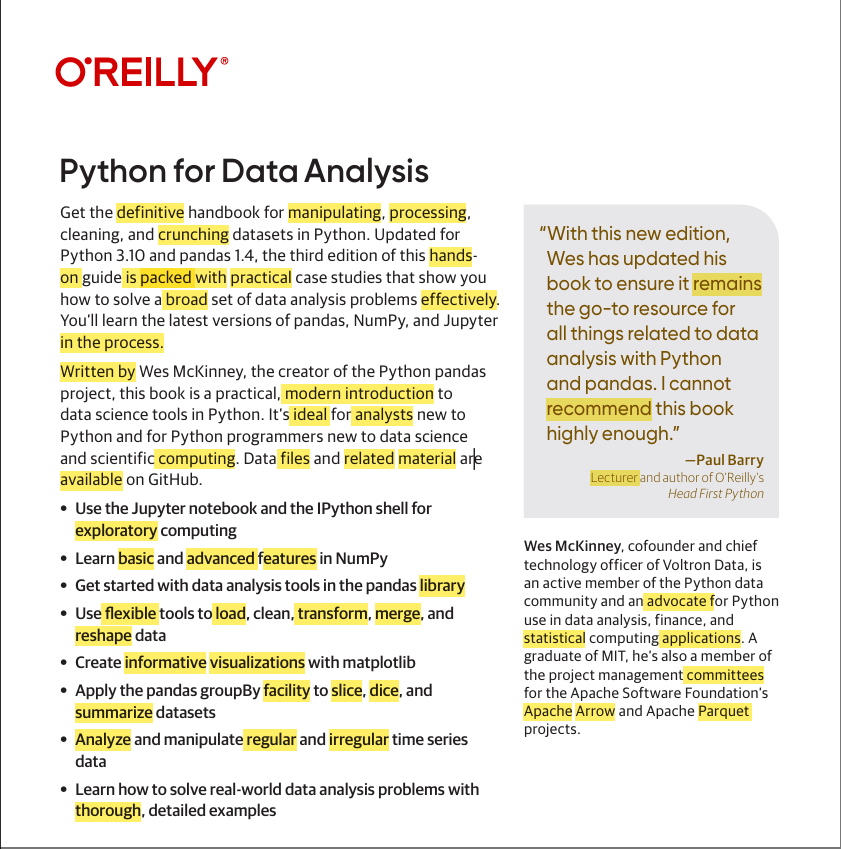 O'REILLY®
Python for Data Analysis
Get the definitive handbook for manipulating, processing,
cleaning, and crunching datasets in Python. Updated for
Python 3.10 and pandas 1.4, the third edition of this hands-
on guide is packed with practical case studies that show you
how to solve a broad set of data analysis problems effectively.
You'll learn the latest versions of pandas, NumPy, and Jupyter
in the process.
Written by Wes McKinney, the creator of the Python pandas
project, this book is a practical, modern introduction to
data science tools in Python. It's ideal for analysts new to
Python and for Python programmers new to data science
and scientific computing. Data files and related material are
available on GitHub.
• Use the Jupyter notebook and the IPython shell for
exploratory computing
• Learn basic and advanced features in NumPy
• Get started with data analysis tools in the pandas library
• Use flexible tools to load, clean, transform, merge, and
reshape data
• Create informative visualizations with matplotlib
• Apply the pandas groupBy facility to slice, dice, and
summarize datasets
• Analyze and manipulate regular and irregular time series
data
• Learn how to solve real-world data analysis problems with
thorough, detailed examples
“With this new edition,
Wes has updated his
book to ensure it remains
the go-to resource for
all things related to data
analysis with Python
and pandas. I cannot
recommend this book
highly enough.”
—Paul Barry
Lecturer and author of O'Reilly's
Head First Python
Wes McKinney, cofounder and chief
technology officer of Voltron Data, is
an active member of the Python data
community and an advocate for Python
use in data analysis, finance, and
statistical computing applications. A
graduate of MIT, he's also a member of
the project management committees
for the Apache Software Foundation's
Apache Arrow and Apache Parquet
projects.